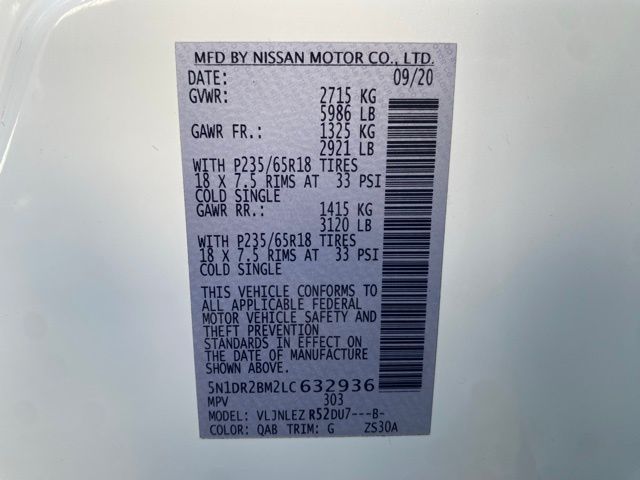 MFD BY NISSAN MOTOR CO., LTD.
DATE: 09/20
GVWR: 2715 KG
5986 LB
GAWR FR.: 1325 KG
2921 LB
WITH P235/65R18 TIRES
18 X 7.5 RIMS AT 33 PSI
COLD SINGLE
GAWR RR.: 1415 KG
3120 LB
WITH P235/65R18 TIRES
18 X 7.5 RIMS AT 33 PSI
COLD SINGLE
THIS VEHICLE CONFORMS TO
ALL APPLICABLE FEDERAL
MOTOR VEHICLE SAFETY AND
THEFT PREVENTION
STANDARDS IN EFFECT ON
THE DATE OF MANUFACTURE
SHOWN ABOVE.
5N1DR2BM2LC632936
MPV 303
MODEL: VLJNLEZ R52DU7---B-
COLOR: QAB TRIM: G ZS30A